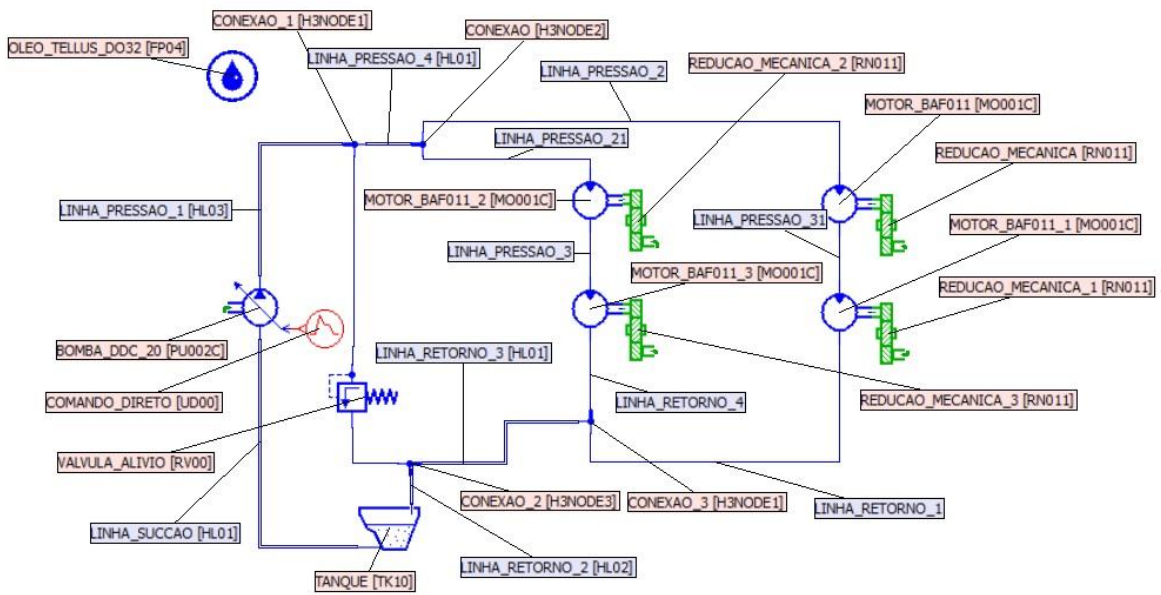 CONEXAO_1 [H3NODE1]
CONEXAO [H3NODE2]
OLEO_TELLUS_DO32 [FP04]
LINHA_PRESSAO_4 [HL01]
LINHA_PRESSAO_2
REDUCAO_MECANICA_2 [RN011]
MOTOR_BAF011 [MO001C]
LINHA_PRESSAO_21
REDUCAO_MECANICA [RN011]
MOTOR_BAF011_2 [MO001C]
LINHA_PRESSAO_1 [HL03]
LINHA_PRESSAO_31
MOTOR_BAF011_1 [MO001C]
LINHA_PRESSAO_3
MOTOR_BAF011_3 [MO001C]
REDUCAO_MECANICA_1 [RN011]
BOMBA_DDC_20 [PU002C]
LINHA_RETORNO_3 [HL01]
COMANDO_DIRETO [UD00]
LINHA_RETORNO_4
REDUCAO_MECANICA_3 [RN011]
VALVULA_ALIVIO [RV00]
CONEXAO_2 [H3NODE3]
CONEXAO_3 [H3NODE1]
LINHA_RETORNO_1
LINHA_SUCCAO [HL01]
LINHA_RETORNO_2 [HL02]
TANQUE [TK10]